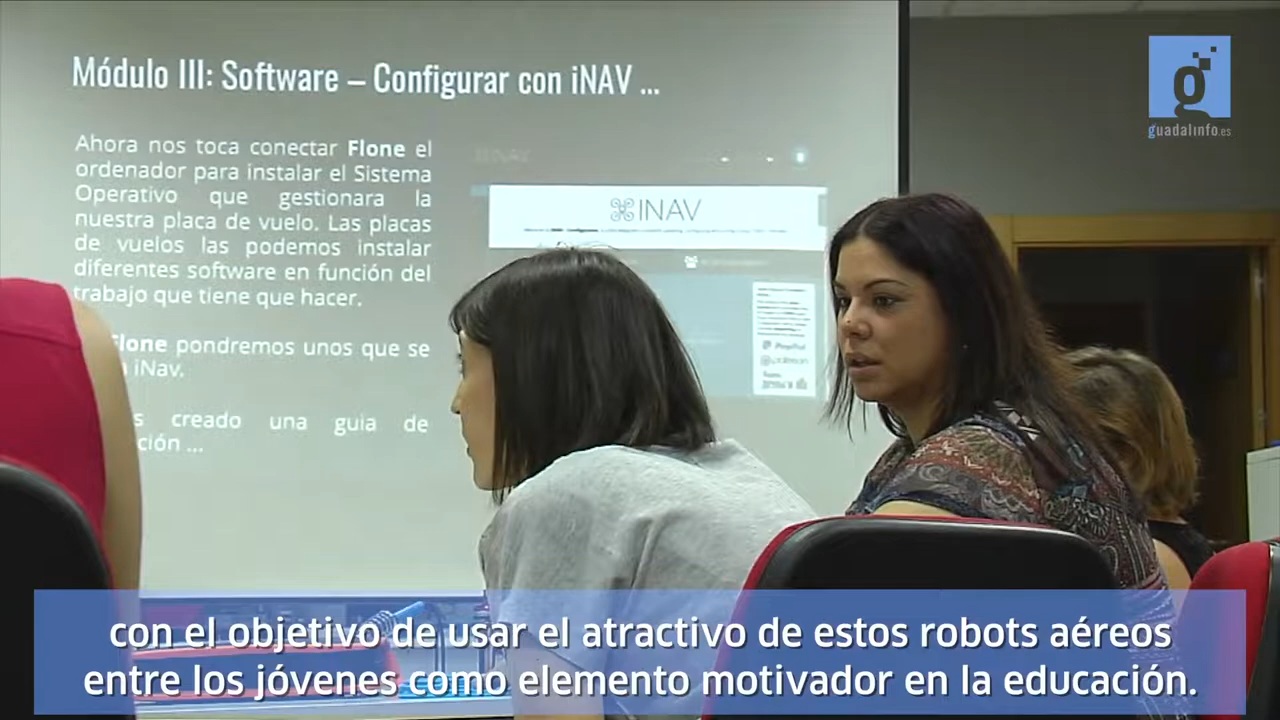 Módulo III: Software – Configurar con iNAV ...
guadalinfo.es
Ahora nos toca conectar Flone el
ordenador para instalar el Sistema
Operativo que gestionara la
nuestra placa de vuelo. Las placas
de vuelos las podemos instalar
diferentes software en función del
trabajo que tiene que hacer.
Flone pondremos unos que se
iNav.
creado una guia de
...
INAV
PayPal
con el objetivo de usar el atractivo de estos robots aéreos
entre los jóvenes como elemento motivador en la educación.